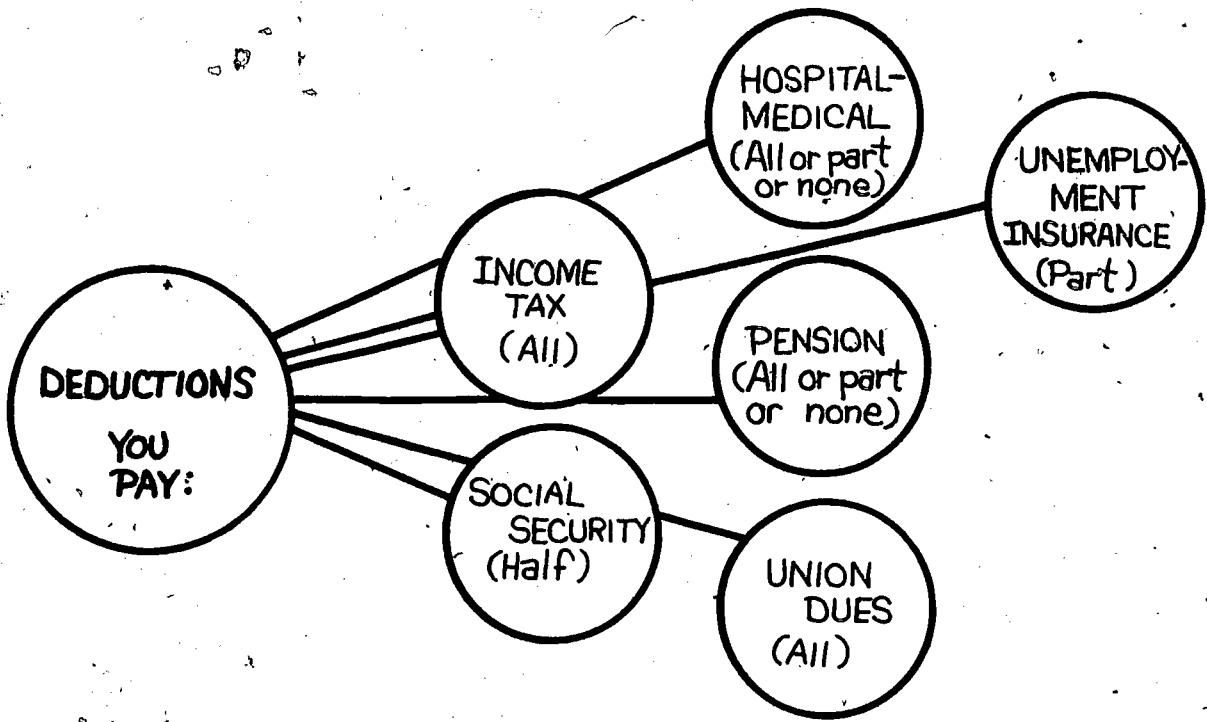 DEDUCTIONS
YOU
PAY:
INCOME
TAX
(All)
SOCIAL
SECURITY
(Half)
HOSPITAL-
MEDICAL
(All or part
or none)
PENSION
(All or part
or none)
UNION
DUES
(All)
UNEMPLOY-
MENT
INSURANCE
(Part)